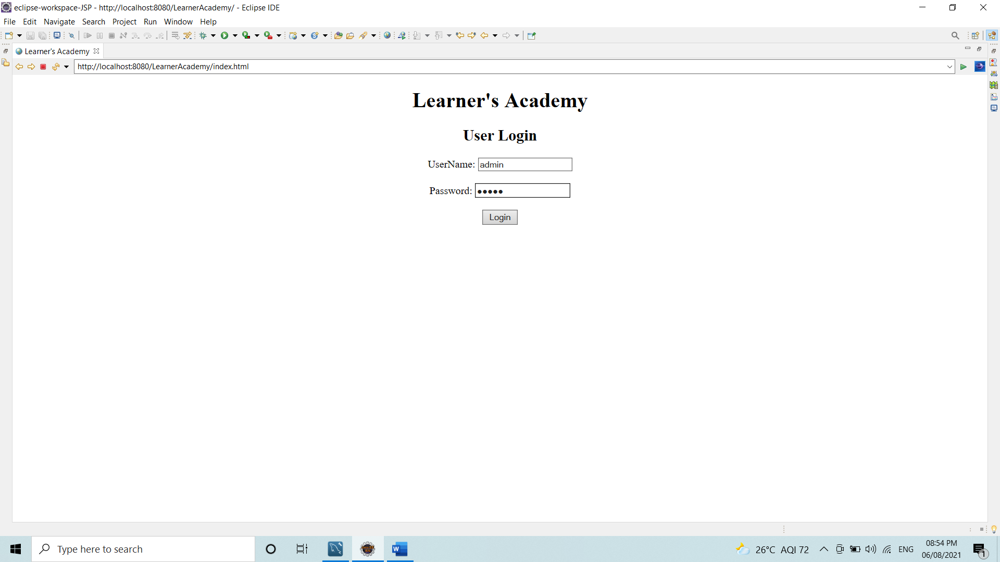 eclipse-workspace-JSP - http://localhost:8080/LearnerAcademy/ - Eclipse IDE
File Edit Navigate Search Project Run Window Help
Learner's Academy
http://localhost:8080/LearnerAcademy/index.html
Learner's Academy
User Login
UserName: admin
Password: •••••
Login
Type here to search
26°C AQI 72
ENG
08:54 PM
06/08/2021
1